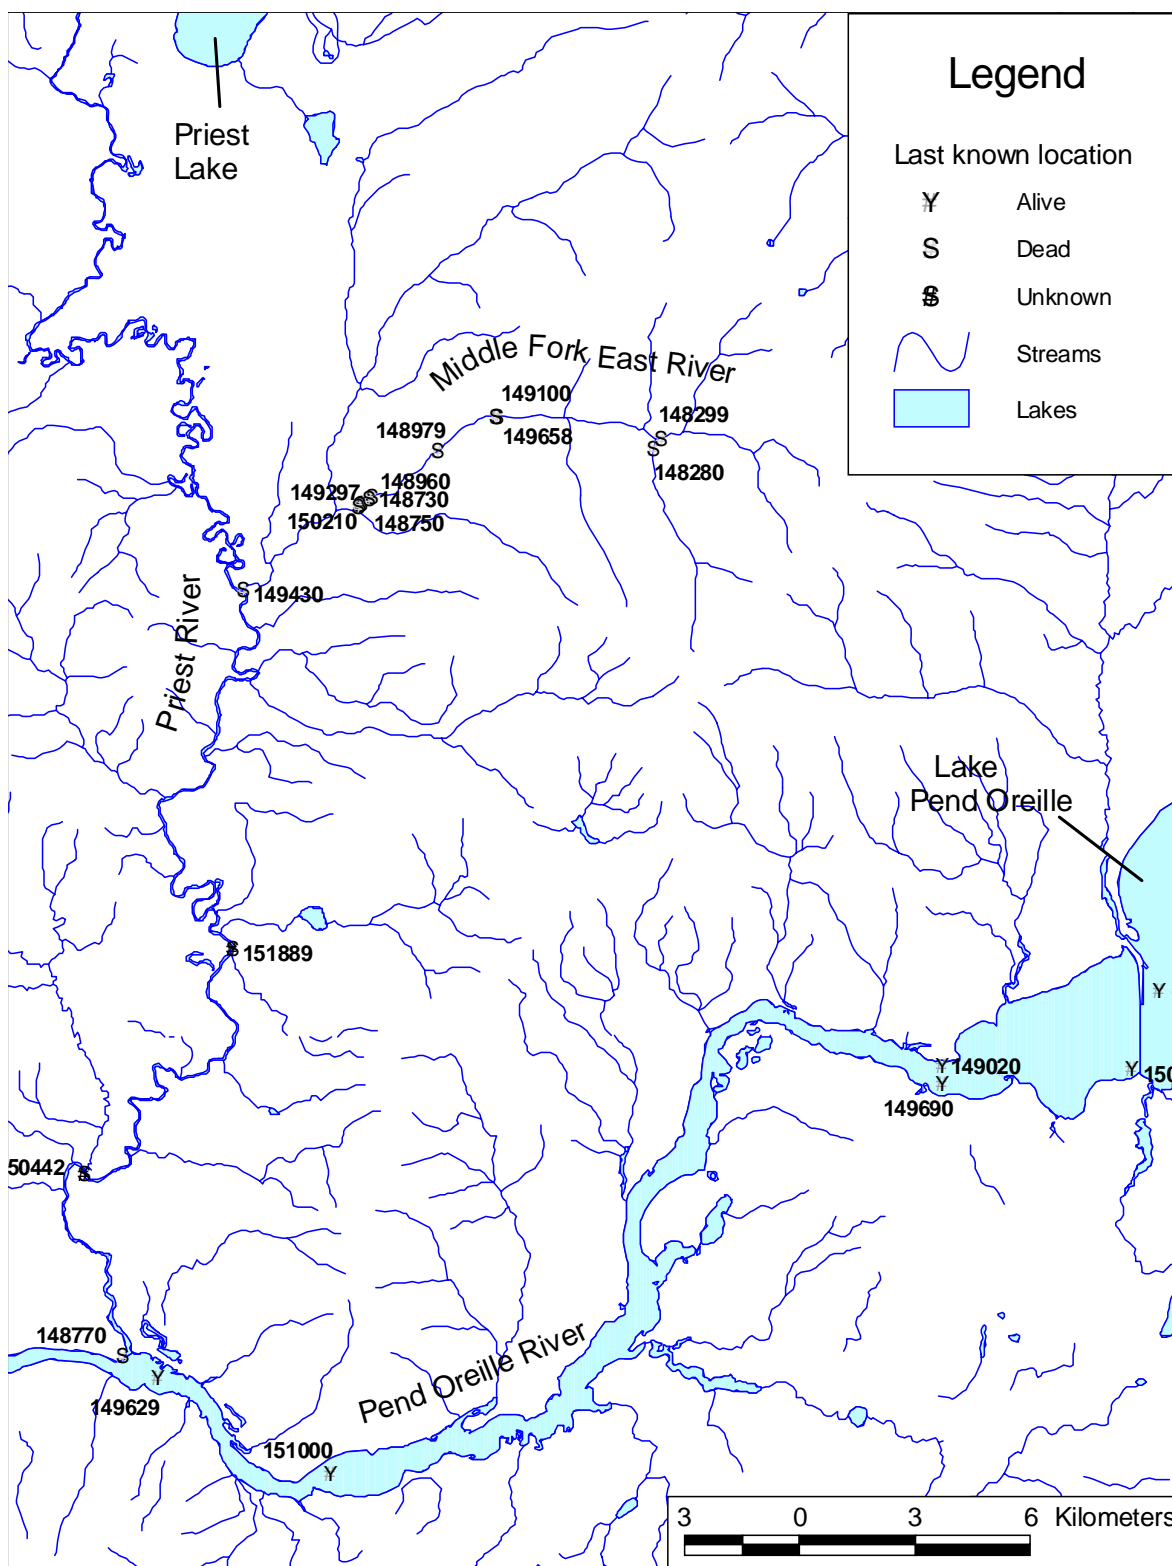 Legend
Priest
Lake
Last known location
¥ Alive
S Dead
Unknown
Streams
Lakes
Middle Fork East River
149100
148299
148979
149658
148280
148960
149297
148730
150210
148750
149430
Priest River
Lake
Pend Oreille
151889
149020
150
149690
50442
148770
Pend Oreille River
149629
151000
3 0 3 6 Kilometers